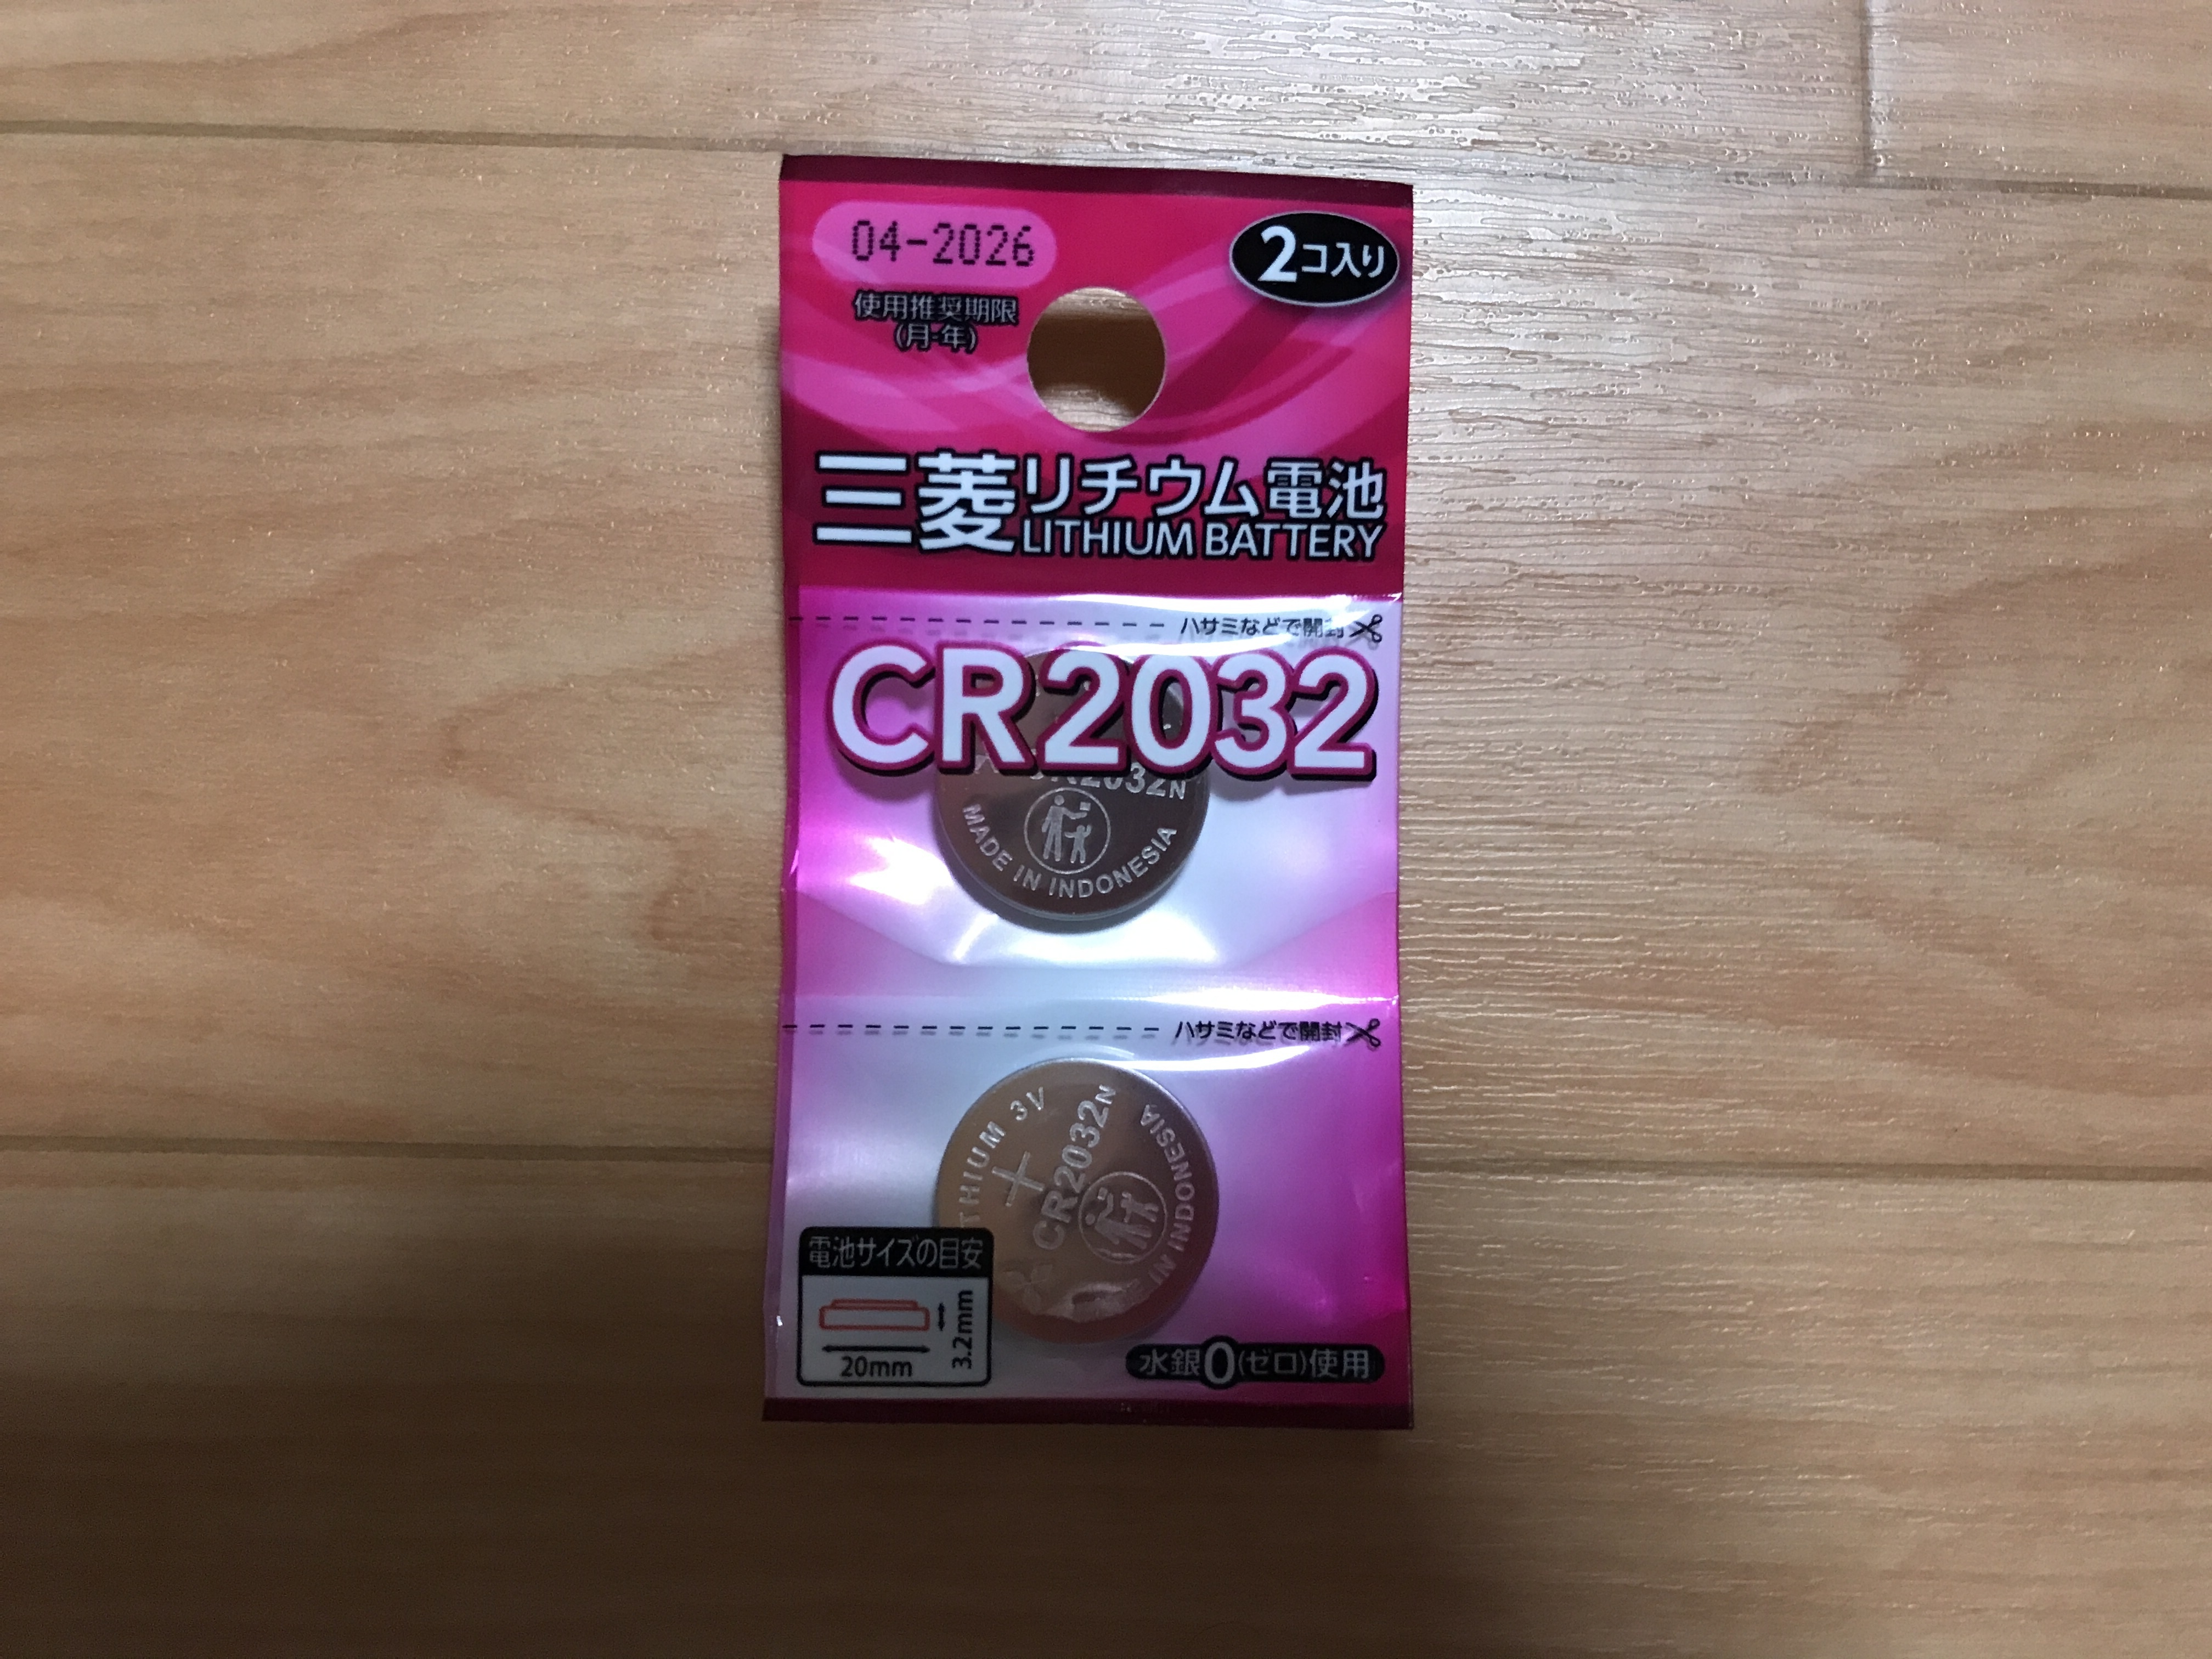 04-2026
2コ入り
使用推奨期限
(月-年)
三菱リチウム電池
LITHIUM BATTERY
ハサミなどで開封
CR2032
CR2032N
MADE IN INDONESIA
ハサミなどで開封
3V
+
CR2032N
IN INDONESIA
電池サイズの目安
3.2mm
20mm
水銀0(ゼロ)使用